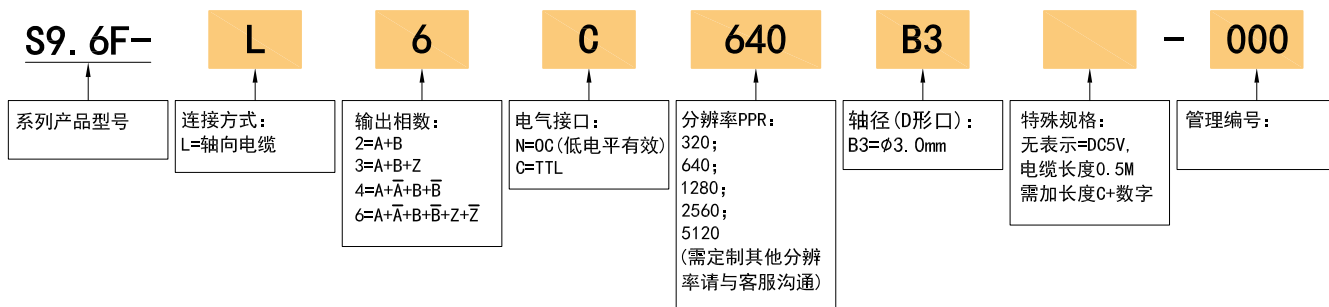 S9.6F- L 6 C 640 B3 - 000
系列产品型号
连接方式：
L=轴向电缆
输出相数：
2=A+B
3=A+B+Z
4=A+A̅+B+B̅
6=A+A̅+B+B̅+Z+Z̅
电气接口：
N=OC(低电平有效)
C=TTL
分辨率PPR：
320；
640；
1280；
2560；
5120
(需定制其他分辨
率请与客服沟通)
轴径(D形口)：
B3=φ3.0mm
特殊规格：
无表示=DC5V,
电缆长度0.5M
需加长度C+数字
管理编号：